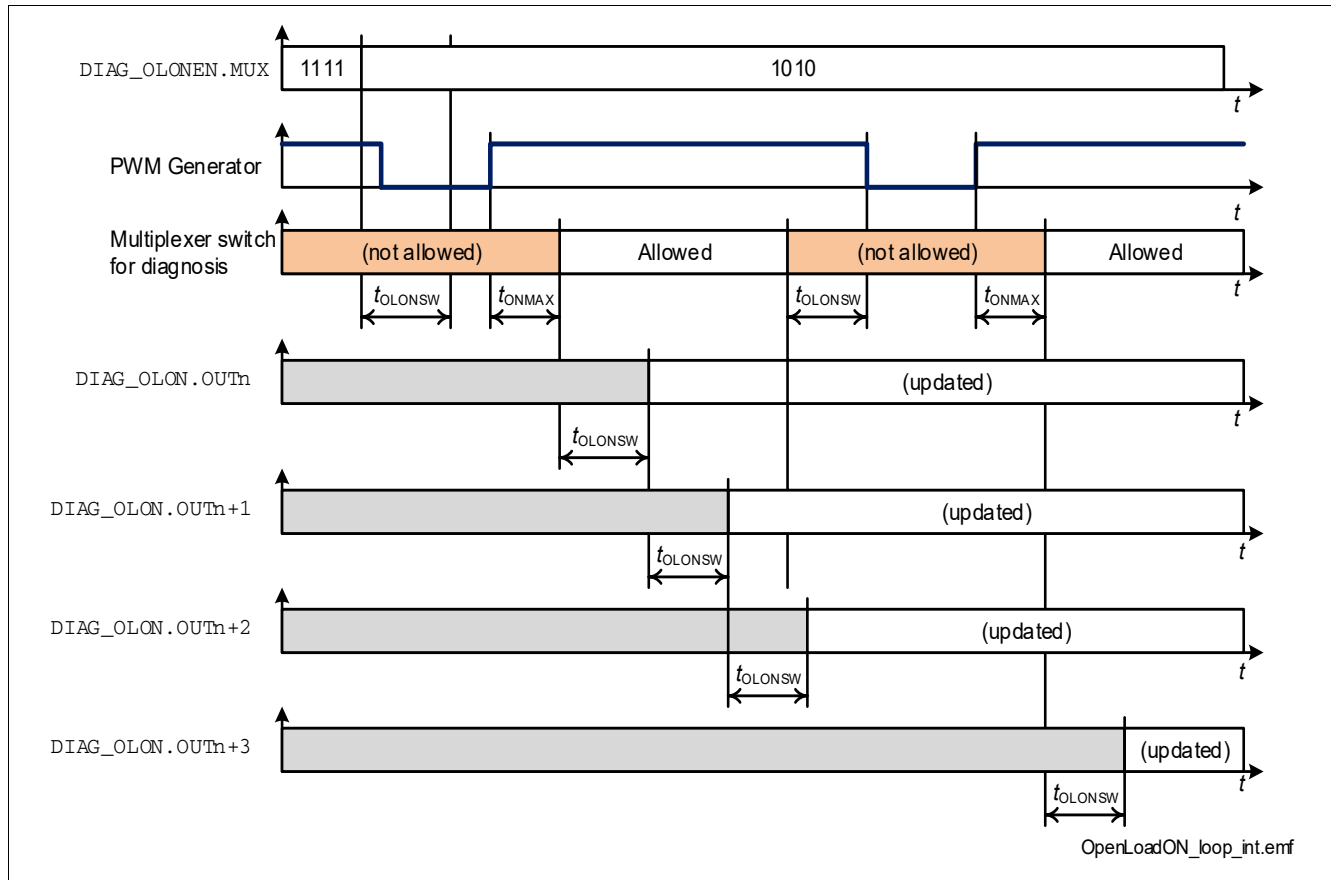 DIAG_OLONEN.MUX
1111
1010
t
PWM Generator
t
Multiplexer switch
for diagnosis
(not allowed)
Allowed
(not allowed)
Allowed
t
tOLONSW
tONMAX
tOLONSW
tONMAX
DIAG_OLON.OUTn
(updated)
t
tOLONSW
DIAG_OLON.OUTn+1
(updated)
t
tOLONSW
DIAG_OLON.OUTn+2
(updated)
t
tOLONSW
DIAG_OLON.OUTn+3
(updated)
t
tOLONSW
OpenLoadON_loop_int.emf